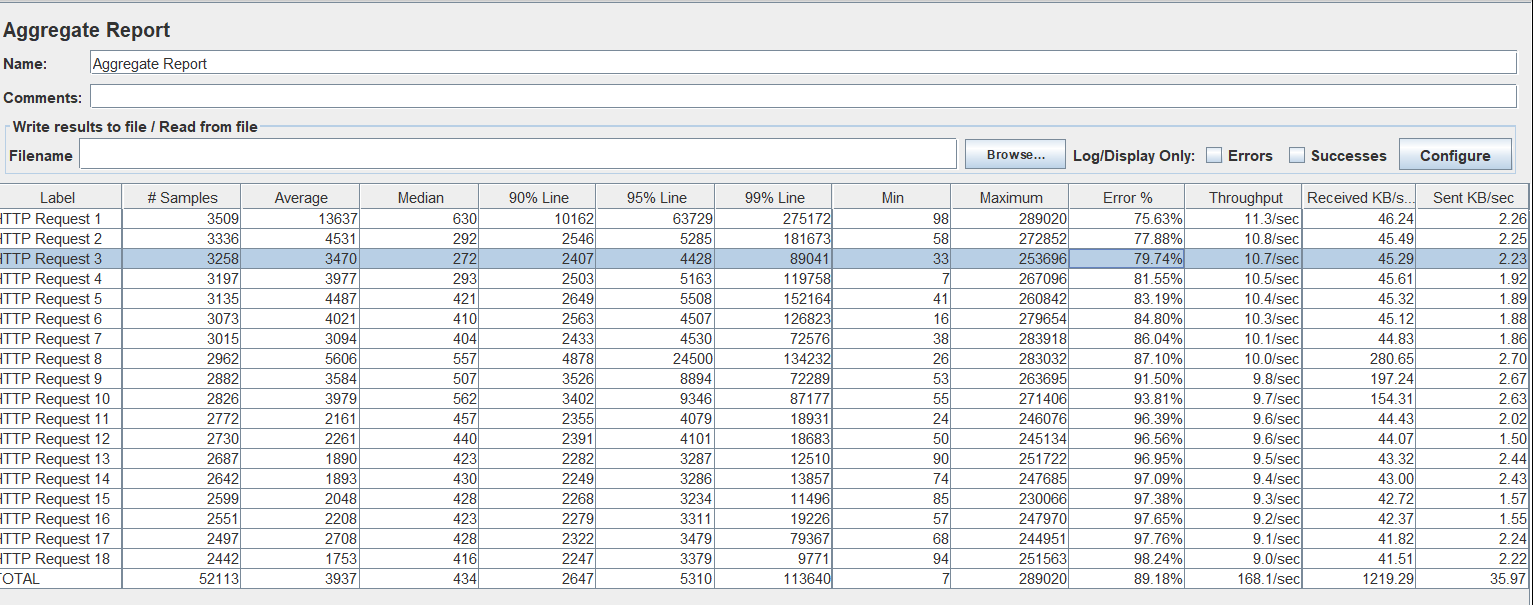 Aggregate Report
Name: Aggregate Report
Comments:
Write results to file / Read from file
Filename Browse... Log/Display Only: Errors Successes Configure
Label # Samples Average Median 90% Line 95% Line 99% Line Min Maximum Error % Throughput Received KB/s... Sent KB/sec
HTTP Request 1 3509 13637 630 10162 63729 275172 98 289020 75.63% 11.3/sec 46.24 2.26
HTTP Request 2 3336 4531 292 2546 5285 181673 58 272852 77.88% 10.8/sec 45.49 2.25
HTTP Request 3 3258 3470 272 2407 4428 89041 33 253696 79.74% 10.7/sec 45.29 2.23
HTTP Request 4 3197 3977 293 2503 5163 119758 7 267096 81.55% 10.5/sec 45.61 1.92
HTTP Request 5 3135 4487 421 2649 5508 152164 41 260842 83.19% 10.4/sec 45.32 1.89
HTTP Request 6 3073 4021 410 2563 4507 126823 16 279654 84.80% 10.3/sec 45.12 1.88
HTTP Request 7 3015 3094 404 2433 4530 72576 38 283918 86.04% 10.1/sec 44.83 1.86
HTTP Request 8 2962 5606 557 4878 24500 134232 26 283032 87.10% 10.0/sec 280.65 2.70
HTTP Request 9 2882 3584 507 3526 8894 72289 53 263695 91.50% 9.8/sec 197.24 2.67
HTTP Request 10 2826 3979 562 3402 9346 87177 55 271406 93.81% 9.7/sec 154.31 2.63
HTTP Request 11 2772 2161 457 2355 4079 18931 24 246076 96.39% 9.6/sec 44.43 2.02
HTTP Request 12 2730 2261 440 2391 4101 18683 50 245134 96.56% 9.6/sec 44.07 1.50
HTTP Request 13 2687 1890 423 2282 3287 12510 90 251722 96.95% 9.5/sec 43.32 2.44
HTTP Request 14 2642 1893 430 2249 3286 13857 74 247685 97.09% 9.4/sec 43.00 2.43
HTTP Request 15 2599 2048 428 2268 3234 11496 85 230066 97.38% 9.3/sec 42.72 1.57
HTTP Request 16 2551 2208 423 2279 3311 19226 57 247970 97.65% 9.2/sec 42.37 1.55
HTTP Request 17 2497 2708 428 2322 3479 79367 68 244951 97.76% 9.1/sec 41.82 2.24
HTTP Request 18 2442 1753 416 2247 3379 9771 94 251563 98.24% 9.0/sec 41.51 2.22
TOTAL 52113 3937 434 2647 5310 113640 7 289020 89.18% 168.1/sec 1219.29 35.97